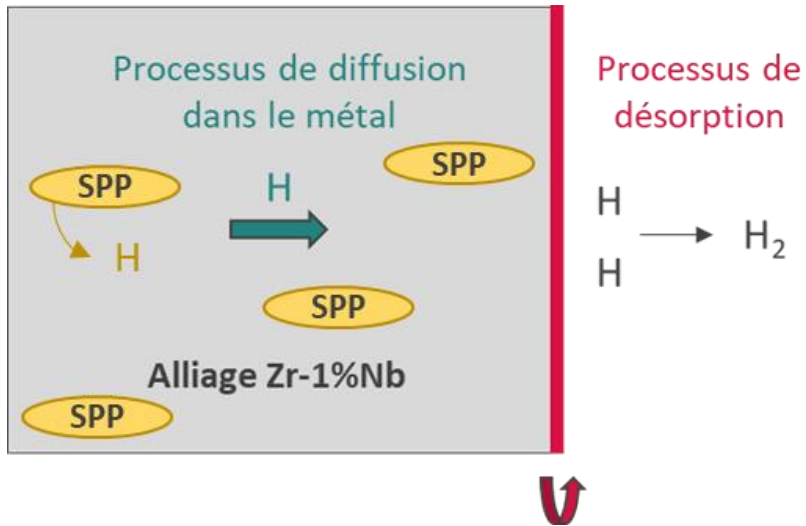 Processus de diffusion
dans le métal
Processus de
désorption
SPP
SPP
H
H
H
H
H₂
SPP
Alliage Zr-1%Nb
SPP